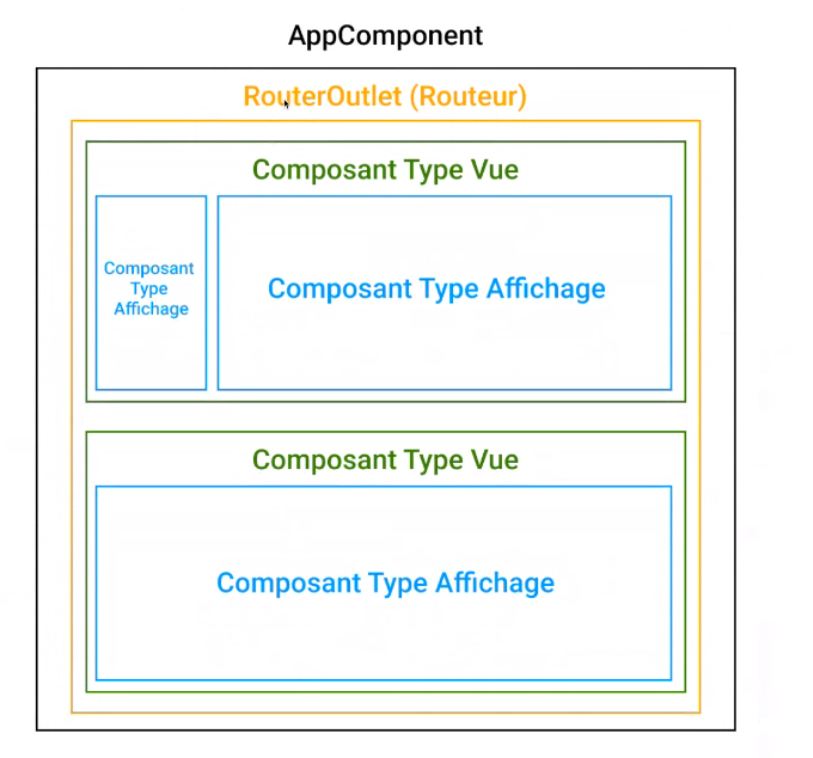 AppComponent
RouterOutlet (Routeur)
Composant Type Vue
Composant
Type
Affichage
Composant Type Affichage
Composant Type Vue
Composant Type Affichage